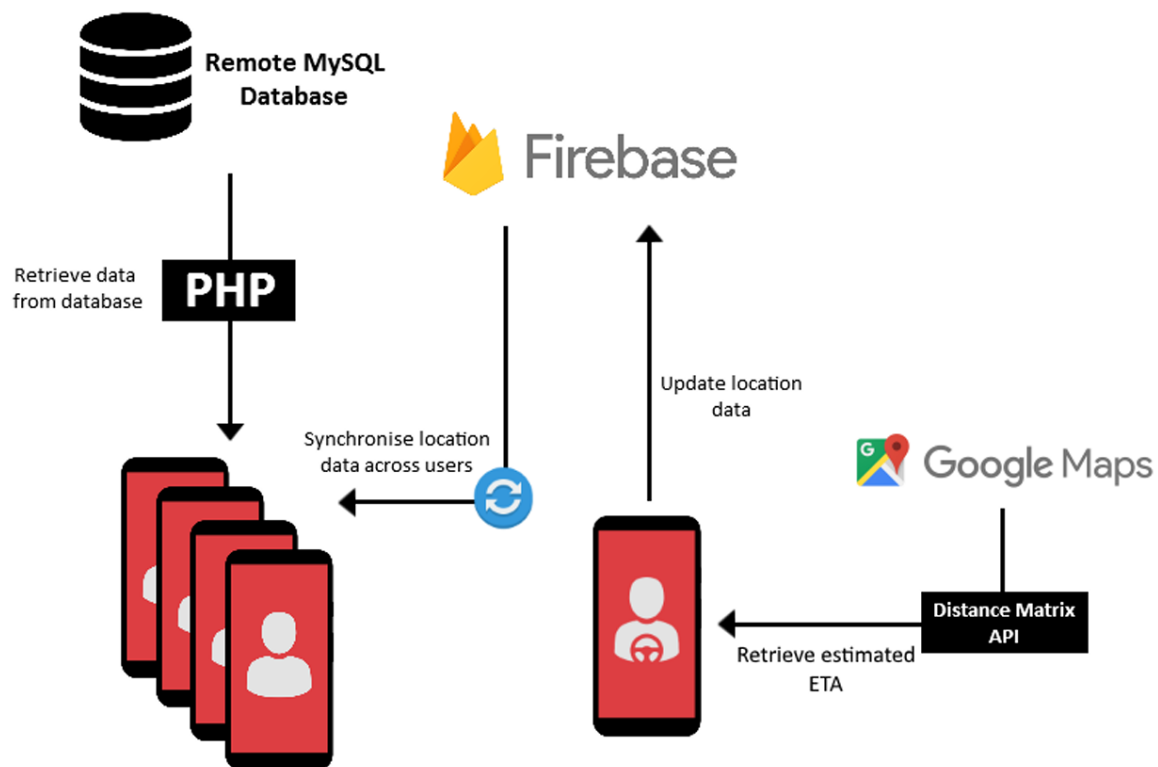 Remote MySQL
Database
Firebase
Retrieve data
from database
PHP
Update location
data
Synchronise location
data across users
G
Google Maps
Distance Matrix
API
Retrieve estimated
ETA